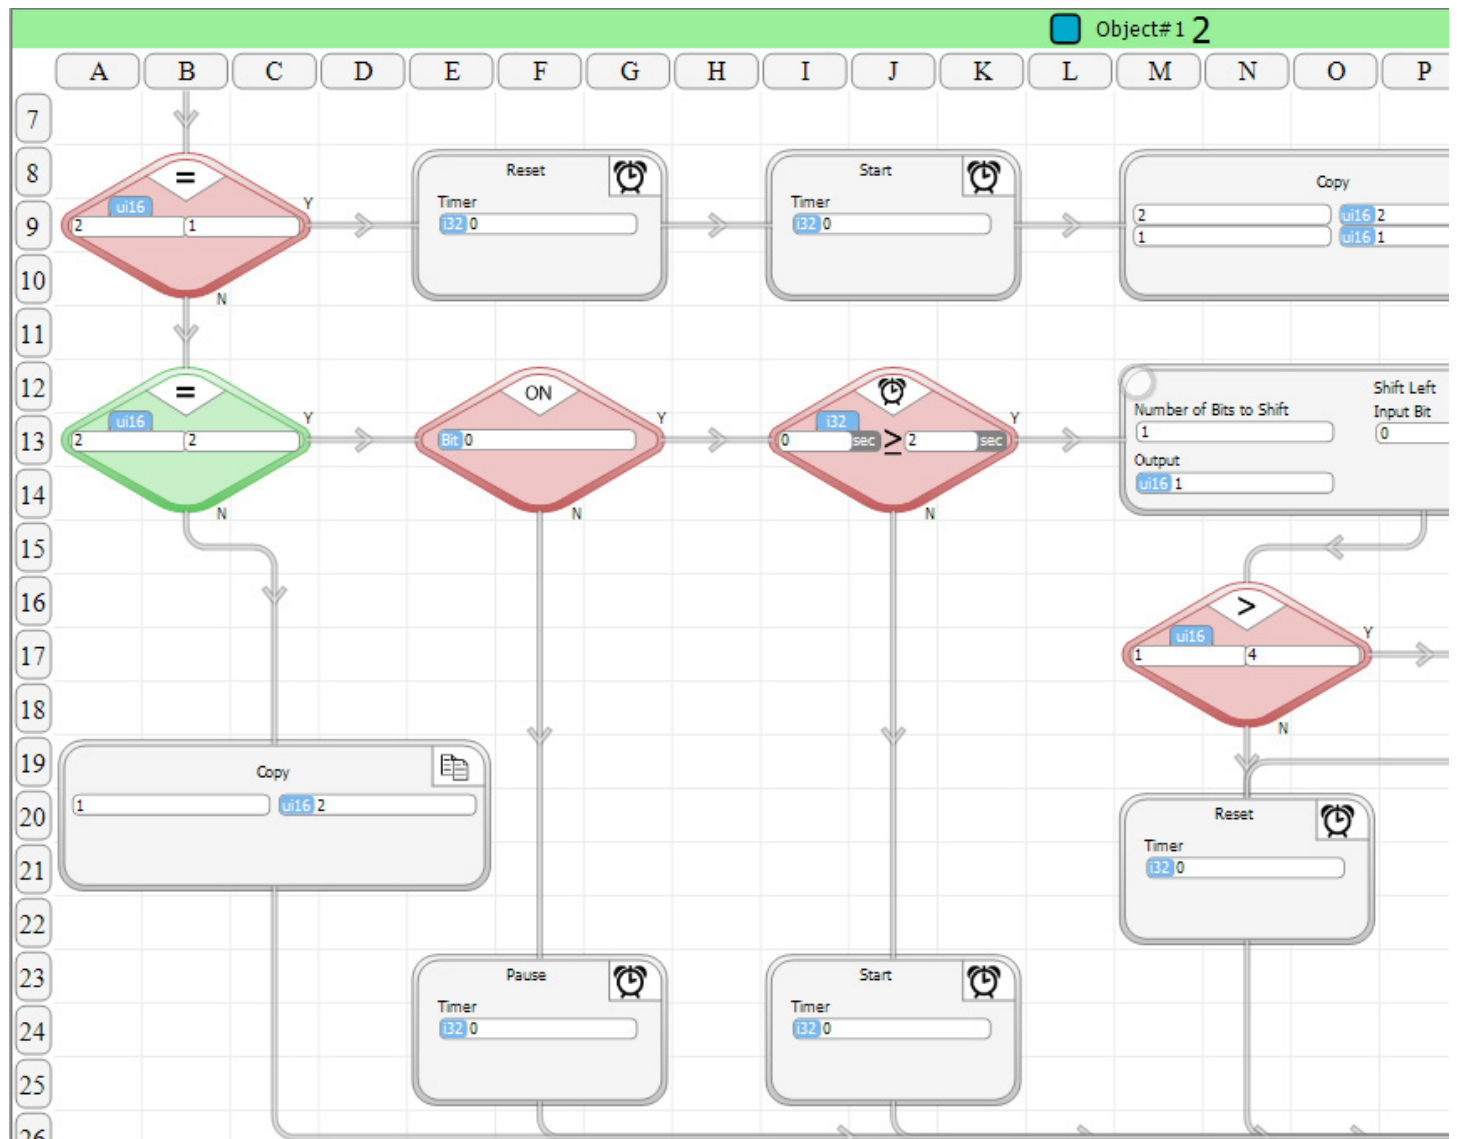 Object#1 2
A B C D E F G H I J K L M N O P
7
8
Reset
Start
Copy
=
ui16
2 1
Y
N
9
Timer
i32 0
Timer
i32 0
2 ui16 2
1 ui16 1
10
11
12
=
ui16
2 2
Y
N
ON
Bit 0
Y
N
i32
0 sec ≥ 2 sec
Y
N
Shift Left
Number of Bits to Shift
Input Bit
1
0
Output
ui16 1
13
14
15
16
>
ui16
1 4
Y
N
17
18
19
Copy
1 ui16 2
20
Reset
Timer
i32 0
21
22
23
Pause
Timer
i32 0
Start
Timer
i32 0
24
25
26